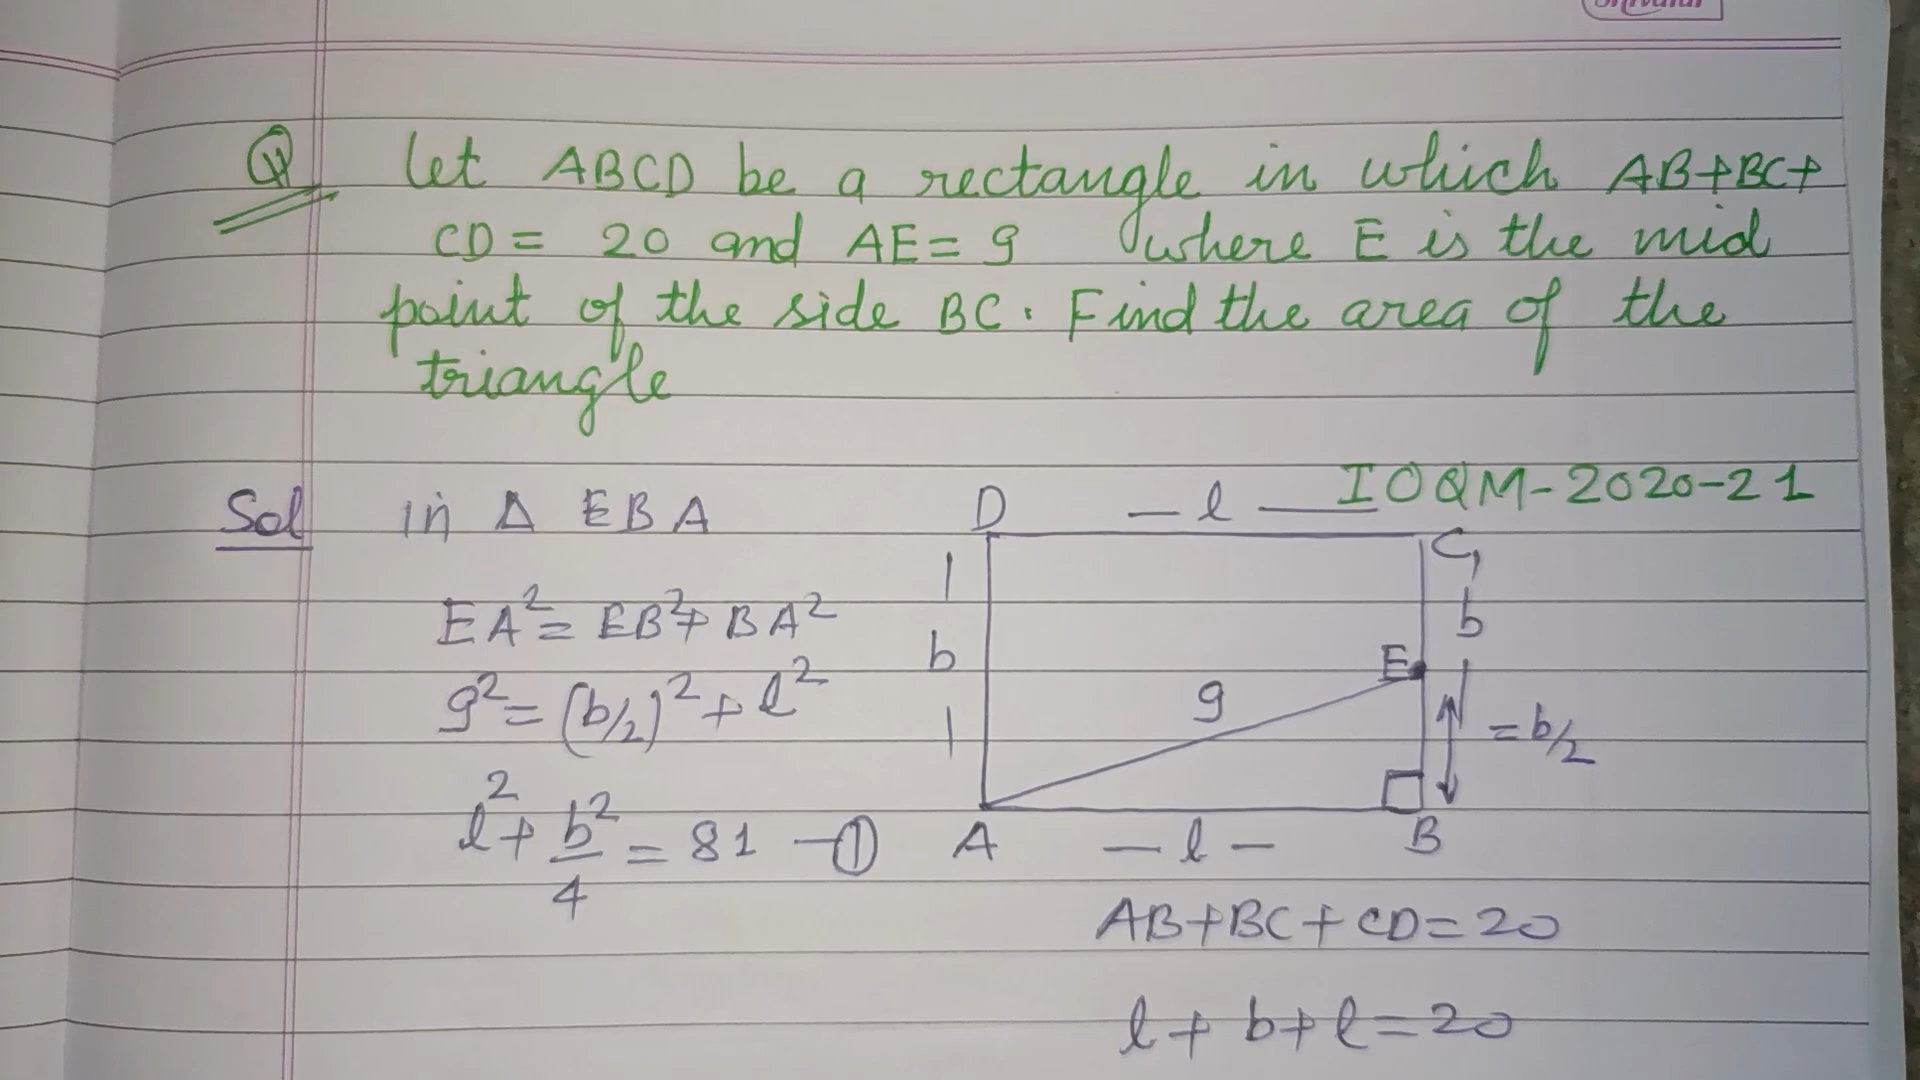 Q Let ABCD be a rectangle in which AB+BC+
CD = 20 and AE = 9 where E is the mid
point of the side BC. Find the area of the
triangle
IOQM-2020-21
Sol in Δ EBA
EA² = EB² + BA²
9² = (b/2)² + l²
l² + b²/4 = 81 -①
D - l - C
b
b
E
9
= b/2
A - l - B
AB+BC+CD=20
l+b+l=20